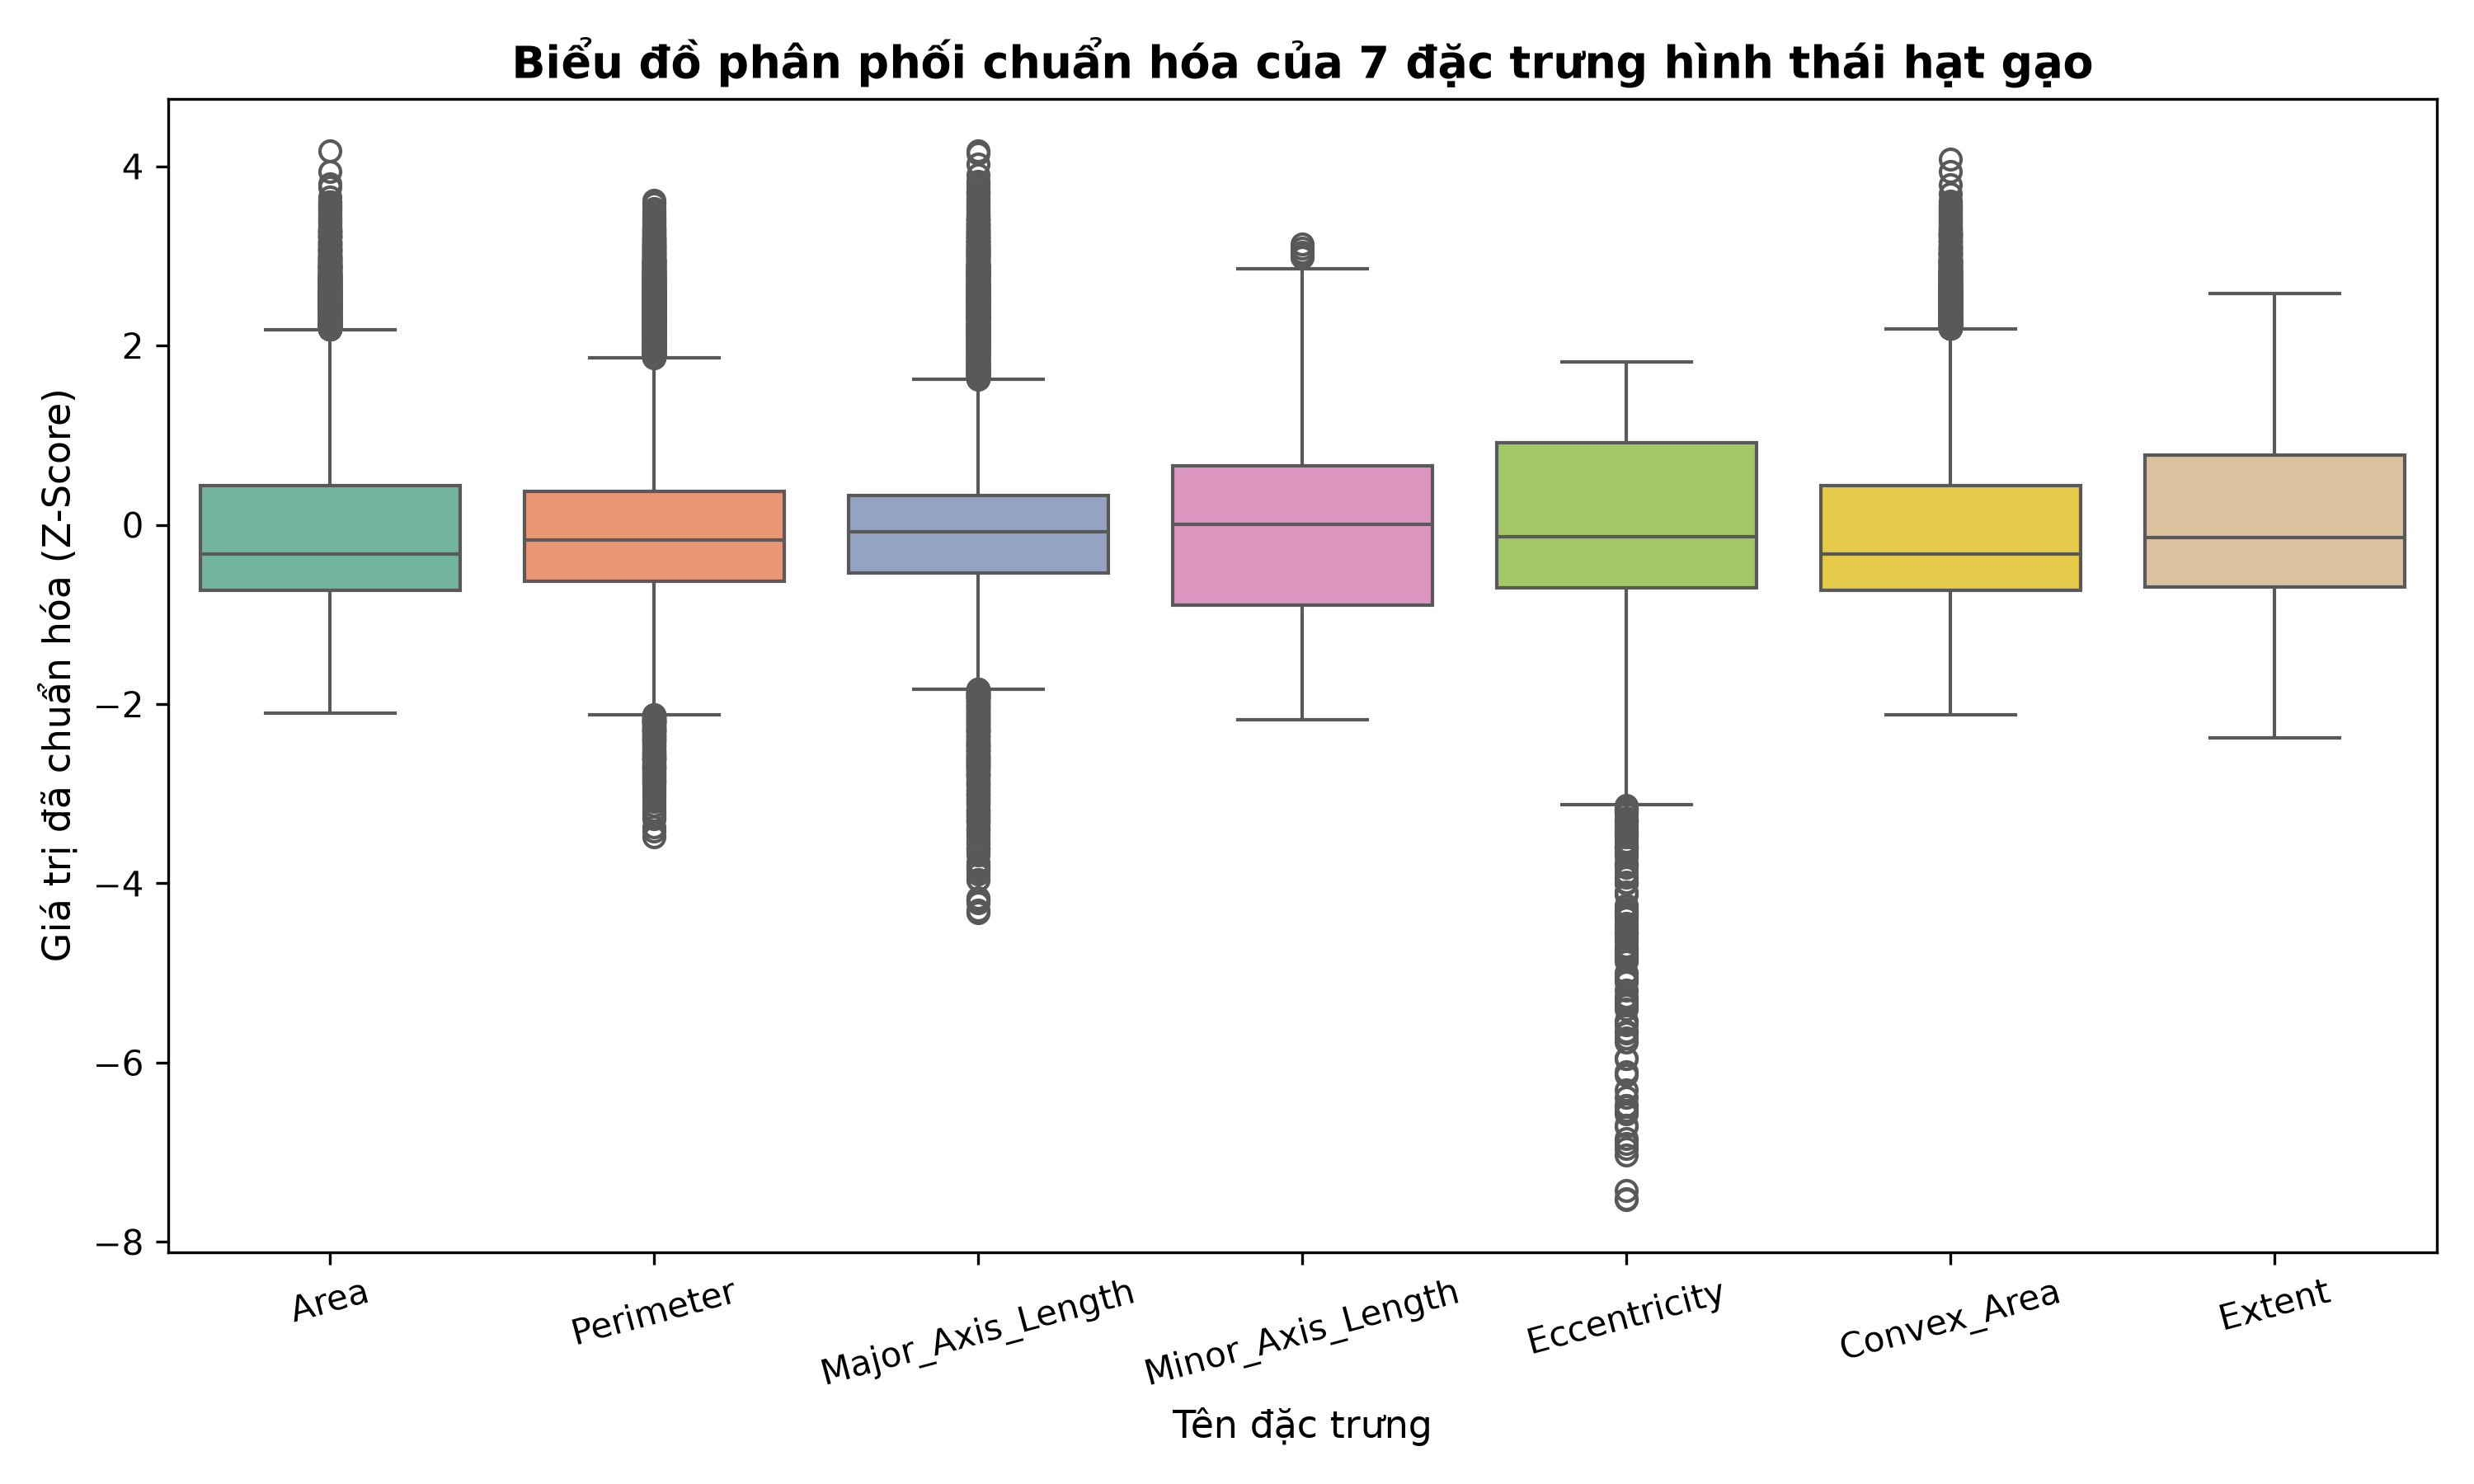 Biểu đồ phân phối chuẩn hóa của 7 đặc trưng hình thái hạt gạo
Giá trị đã chuẩn hóa (Z-Score)
4
2
0
−2
−4
−6
−8
Area
Perimeter
Major_Axis_Length
Minor_Axis_Length
Eccentricity
Convex_Area
Extent
Tên đặc trưng